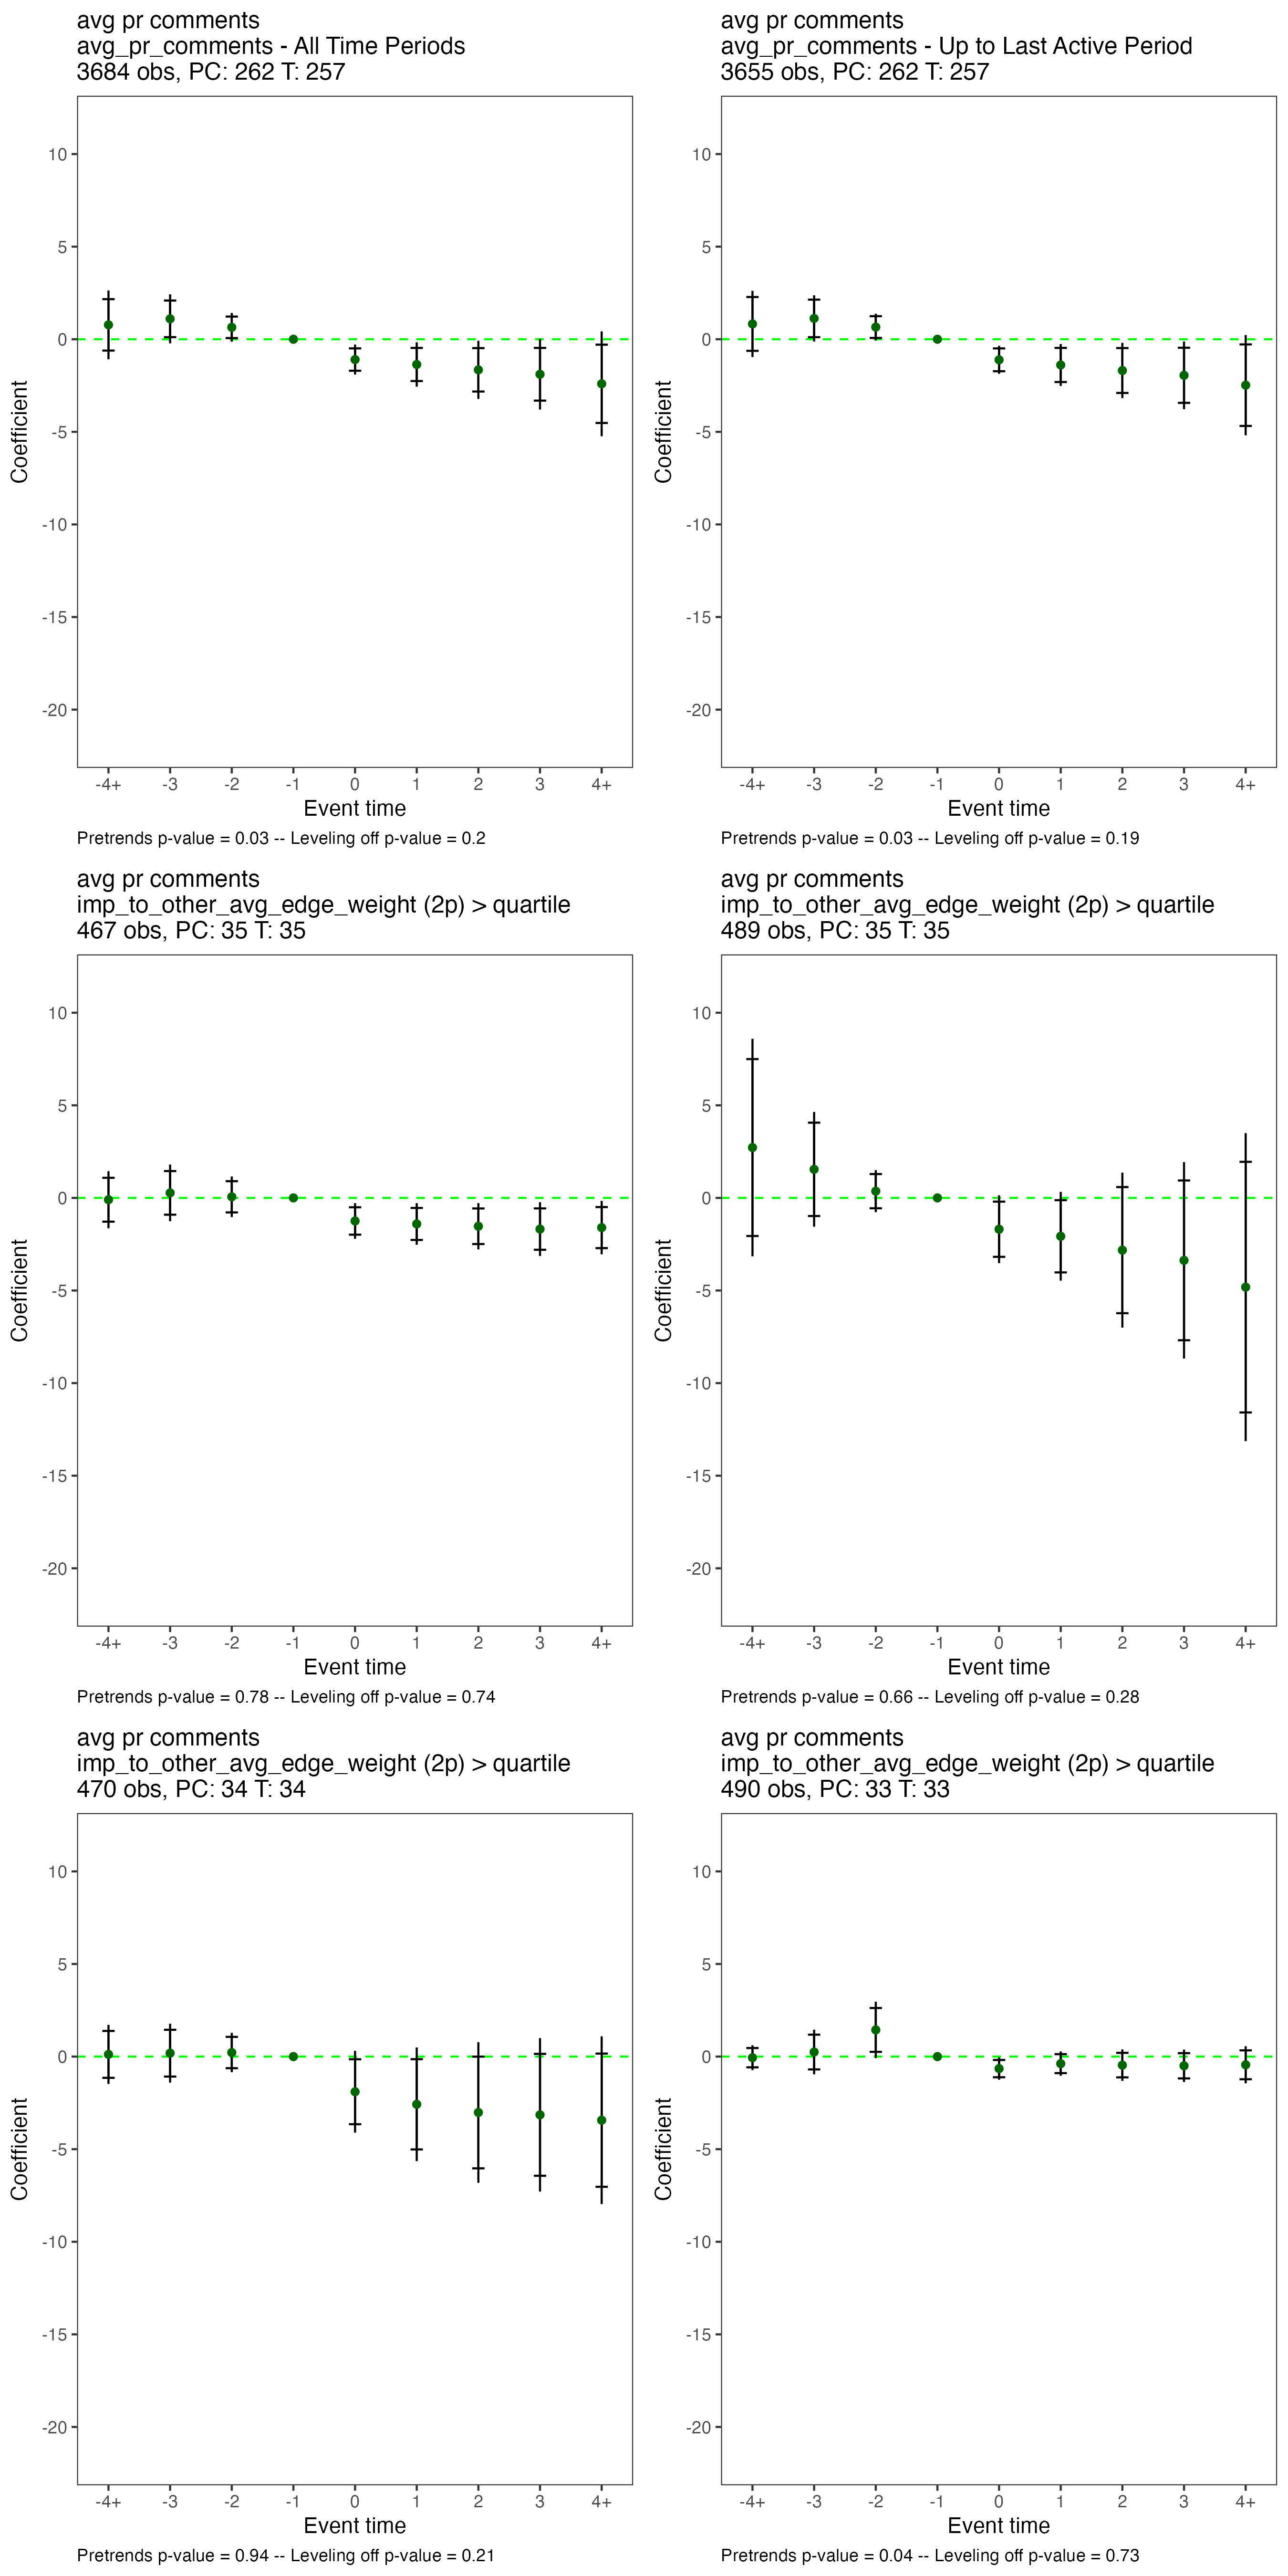 avg pr comments
avg_pr_comments - All Time Periods
3684 obs, PC: 262 T: 257
10
5
0
-5
-10
-15
-20
Coefficient
-4+ -3 -2 -1 0 1 2 3 4+
Event time
Pretrends p-value = 0.03 -- Leveling off p-value = 0.2
avg pr comments
avg_pr_comments - Up to Last Active Period
3655 obs, PC: 262 T: 257
10
5
0
-5
-10
-15
-20
Coefficient
-4+ -3 -2 -1 0 1 2 3 4+
Event time
Pretrends p-value = 0.03 -- Leveling off p-value = 0.19
avg pr comments
imp_to_other_avg_edge_weight (2p) > quartile
467 obs, PC: 35 T: 35
10
5
0
-5
-10
-15
-20
Coefficient
-4+ -3 -2 -1 0 1 2 3 4+
Event time
Pretrends p-value = 0.78 -- Leveling off p-value = 0.74
avg pr comments
imp_to_other_avg_edge_weight (2p) > quartile
489 obs, PC: 35 T: 35
10
5
0
-5
-10
-15
-20
Coefficient
-4+ -3 -2 -1 0 1 2 3 4+
Event time
Pretrends p-value = 0.66 -- Leveling off p-value = 0.28
avg pr comments
imp_to_other_avg_edge_weight (2p) > quartile
470 obs, PC: 34 T: 34
10
5
0
-5
-10
-15
-20
Coefficient
-4+ -3 -2 -1 0 1 2 3 4+
Event time
Pretrends p-value = 0.94 -- Leveling off p-value = 0.21
avg pr comments
imp_to_other_avg_edge_weight (2p) > quartile
490 obs, PC: 33 T: 33
10
5
0
-5
-10
-15
-20
Coefficient
-4+ -3 -2 -1 0 1 2 3 4+
Event time
Pretrends p-value = 0.04 -- Leveling off p-value = 0.73